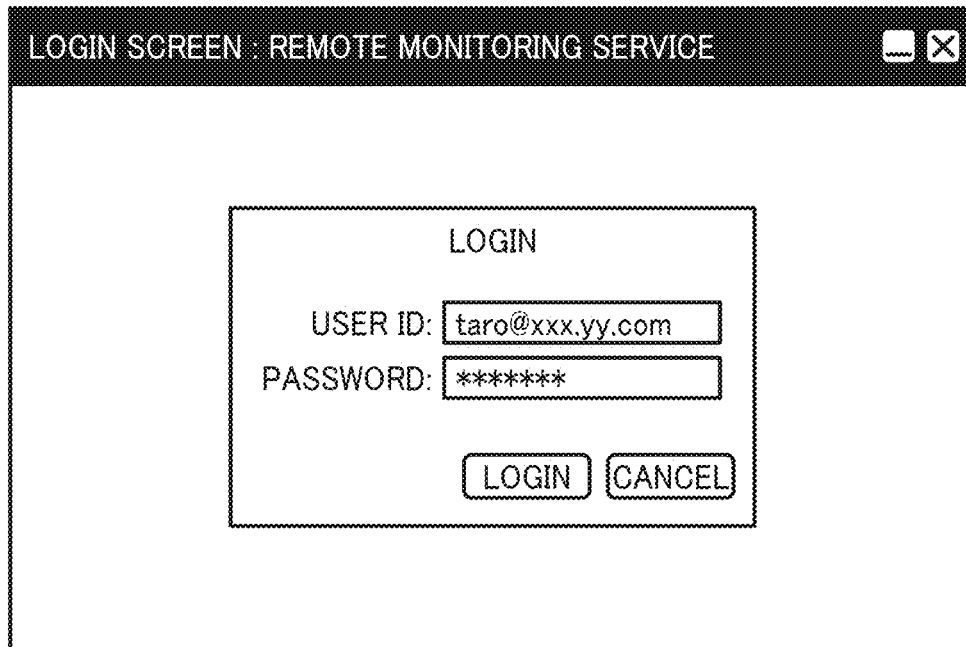 LOGIN SCREEN : REMOTE MONITORING SERVICE
LOGIN
USER ID: taro@xxx.yy.com
PASSWORD: *******
LOGIN CANCEL